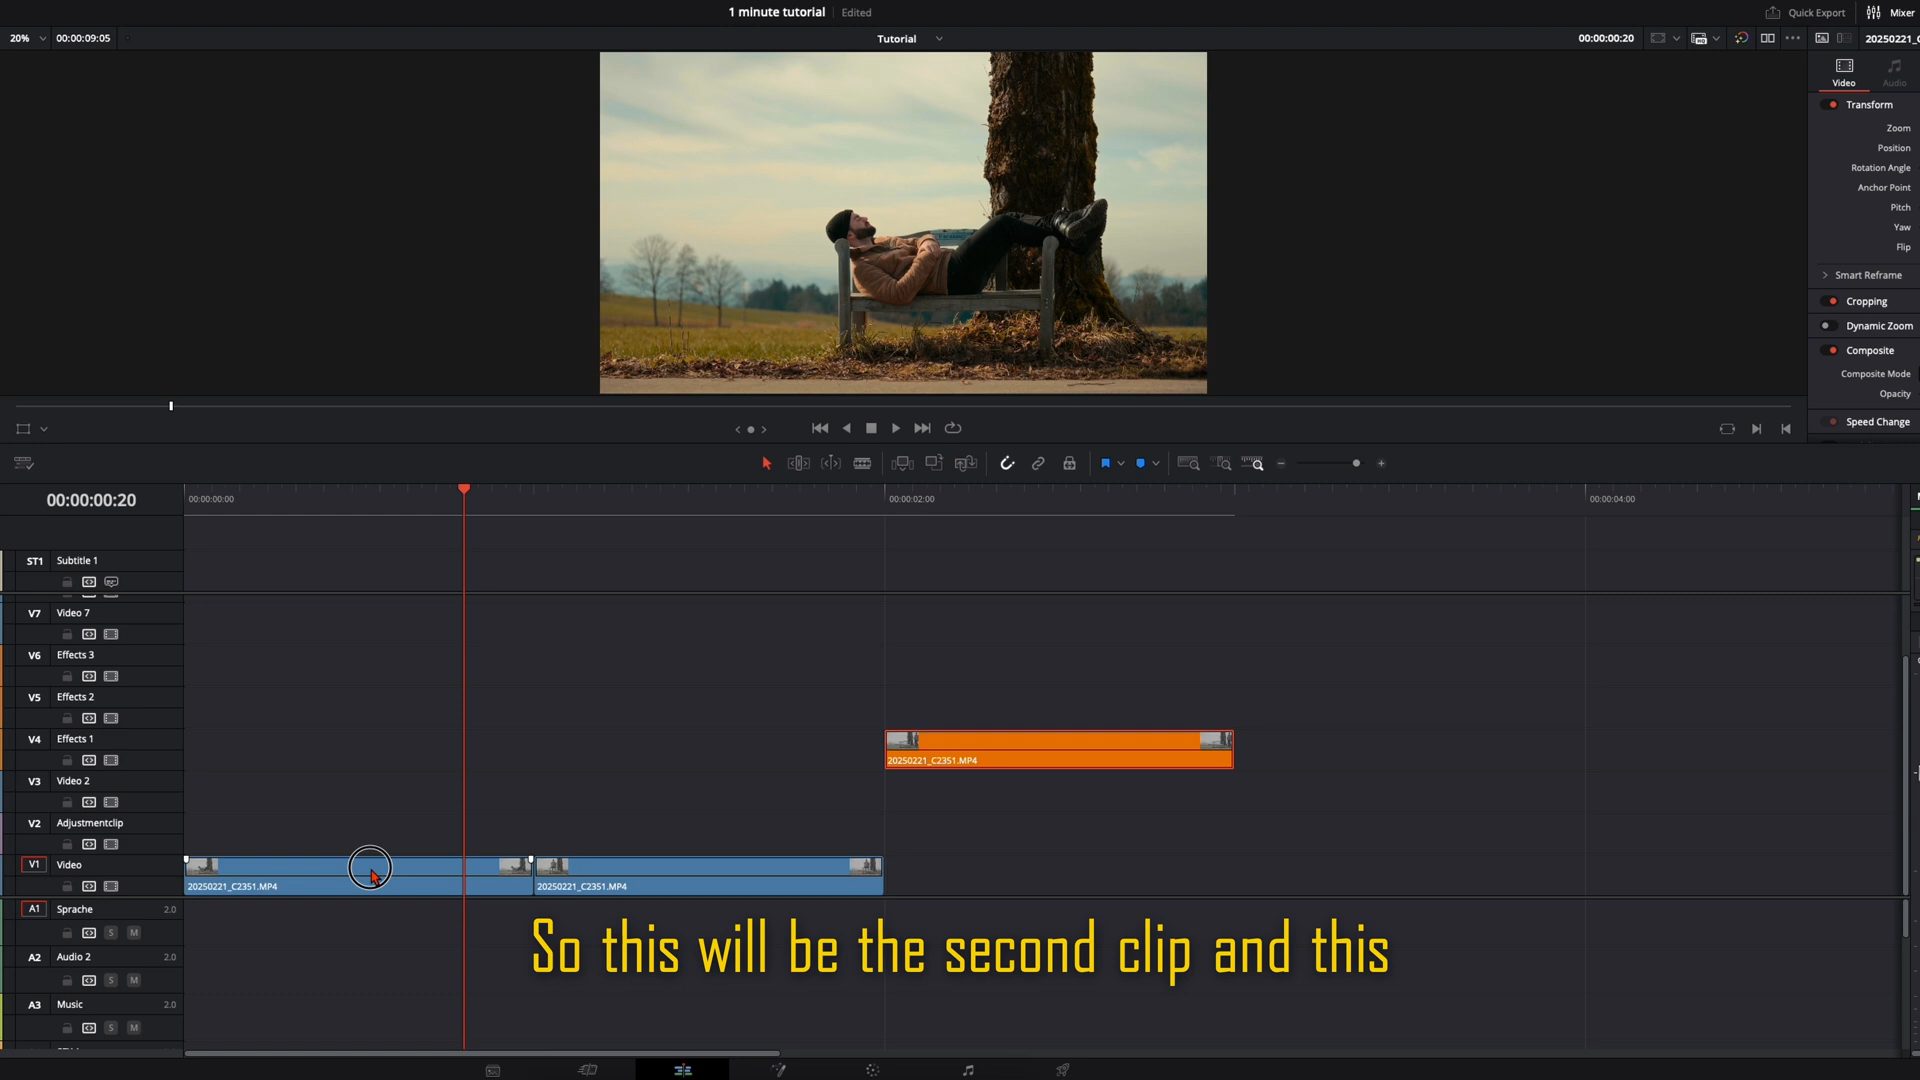 1 minute tutorial Edited
Quick Export Mixer
20% 00:00:09:05
Tutorial
00:00:00:20
20250221_C
Video Audio
Transform
Zoom
Position
Rotation Angle
Anchor Point
Pitch
Yaw
Flip
Smart Reframe
Cropping
Dynamic Zoom
Composite
Composite Mode
Opacity
Speed Change
00:00:00:20
00:00:00:00
00:00:02:00
00:00:04:00
ST1 Subtitle 1
V7 Video 7
V6 Effects 3
V5 Effects 2
V4 Effects 1
20250221_C2351.MP4
V3 Video 2
V2 Adjustmentclip
V1 Video
20250221_C2351.MP4
20250221_C2351.MP4
A1 Sprache 2.0
S M
So this will be the second clip and this
A2 Audio 2 2.0
S M
A3 Music 2.0
S M